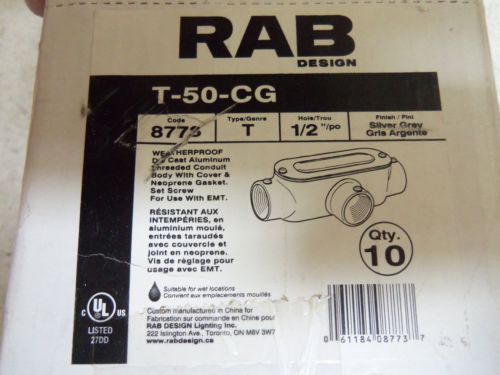 RAB
DESIGN
T-50-CG
Code
8773
Type/Genre
T
Hole/Trou
1/2"/po
Finish / Fini
Silver Grey
Gris Argente
WEATHERPROOF
Die Cast Aluminum
Threaded Conduit
Body With Cover &
Neoprene Gasket.
Set Screw
For Use With EMT.
RÉSISTANT AUX
INTEMPÉRIES, en
aluminium moulé,
entrées taraudés
avec couvercle et
joint en neoprene.
Vis de règlage pour
usage avec EMT.
Qty.
10
Suitable for wet locations
Convient aux emplacements mouillés
C UL US
LISTED
27DD
Custom manufactured in China for
Fabrication sur commande en Chine pour
RAB DESIGN Lighting Inc.
222 Islington Ave., Toronto, ON M8V 3W7
www.rabdesign.ca
0 61184 08773 7